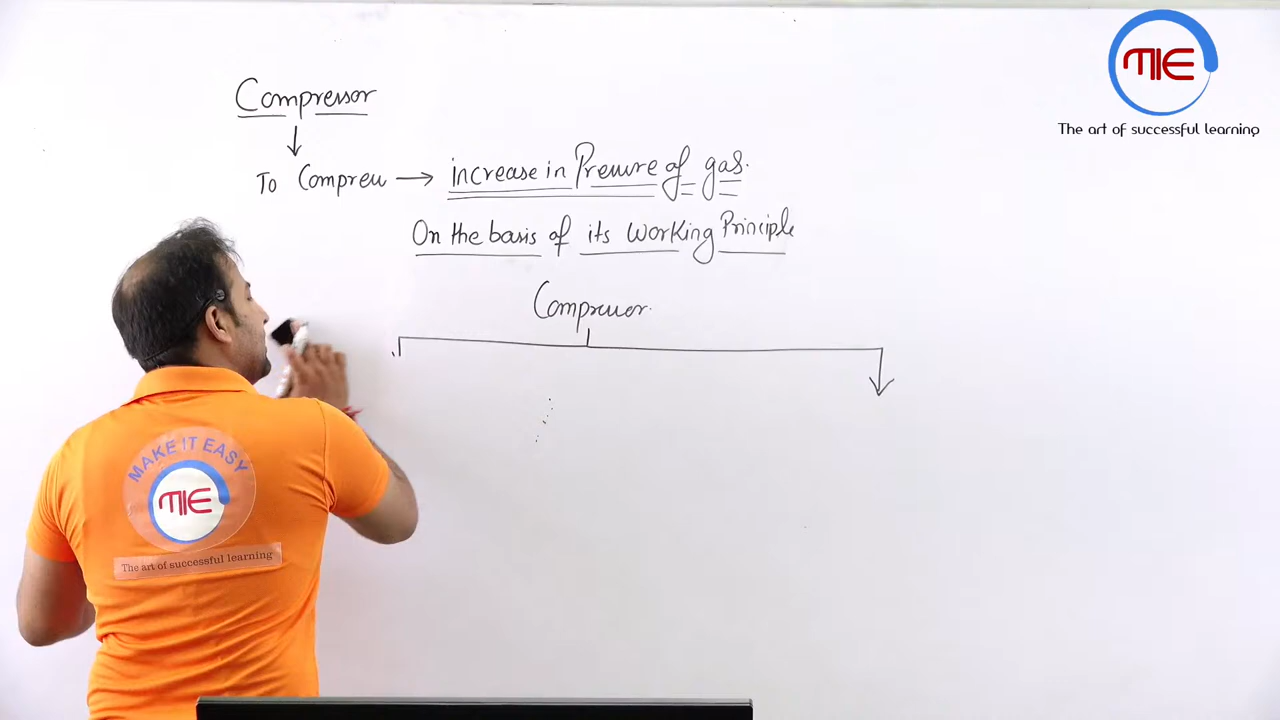 Compressor
To Compress → increase in Pressure of gas.
On the basis of its working Principle
Compressor.
MIE
The art of successful learning
MAKE IT EASY
MIE
The art of successful learning